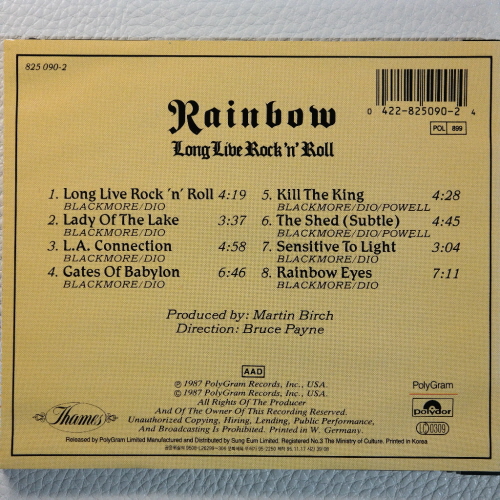 825 090-2
0 422-825090-2 4
POL 899
Rainbow
Long Live Rock 'n' Roll
1. Long Live Rock 'n' Roll 4:19
BLACKMORE/DIO
2. Lady Of The Lake 3:37
BLACKMORE/DIO
3. L.A. Connection 4:58
BLACKMORE/DIO
4. Gates Of Babylon 6:46
BLACKMORE/DIO
5. Kill The King 4:28
BLACKMORE/DIO/POWELL
6. The Shed (Subtle) 4:45
BLACKMORE/DIO/POWELL
7. Sensitive To Light 3:04
BLACKMORE/DIO
8. Rainbow Eyes 7:11
BLACKMORE/DIO
Produced by: Martin Birch
Direction: Bruce Payne
AAD
℗ 1987 PolyGram Records, Inc., USA.
© 1987 PolyGram Records, Inc., USA.
All Rights Of The Producer
And Of The Owner Of This Recording Reserved.
Unauthorized Copying, Hiring, Lending, Public Performance,
And Broadcasting Is Prohibited. Printed in W. Germany.
Thames
PolyGram
polydor
LC 0309
Released by PolyGram Limited Manufactured and Distributed by Sung Eum Limited. Registered No.3 The Ministry of Culture. Printed in Korea